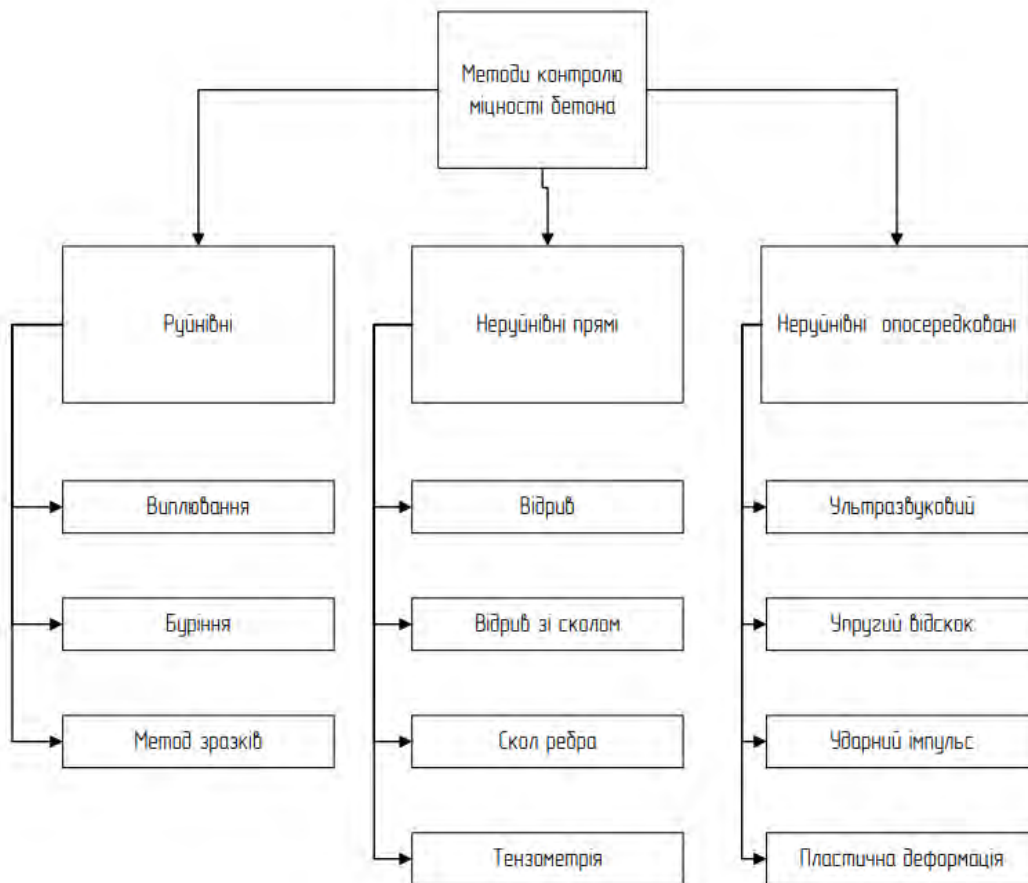 Методи контролю
міцності бетона
Руйнівні
Неруйнівні прямі
Неруйнівні опосередковані
Виплювання
Відрив
Ультразвуковий
Буріння
Відрив зі сколом
Упругий відскок
Метод зразків
Скол ребра
Ударний імпульс
Тензометрія
Пластична деформація